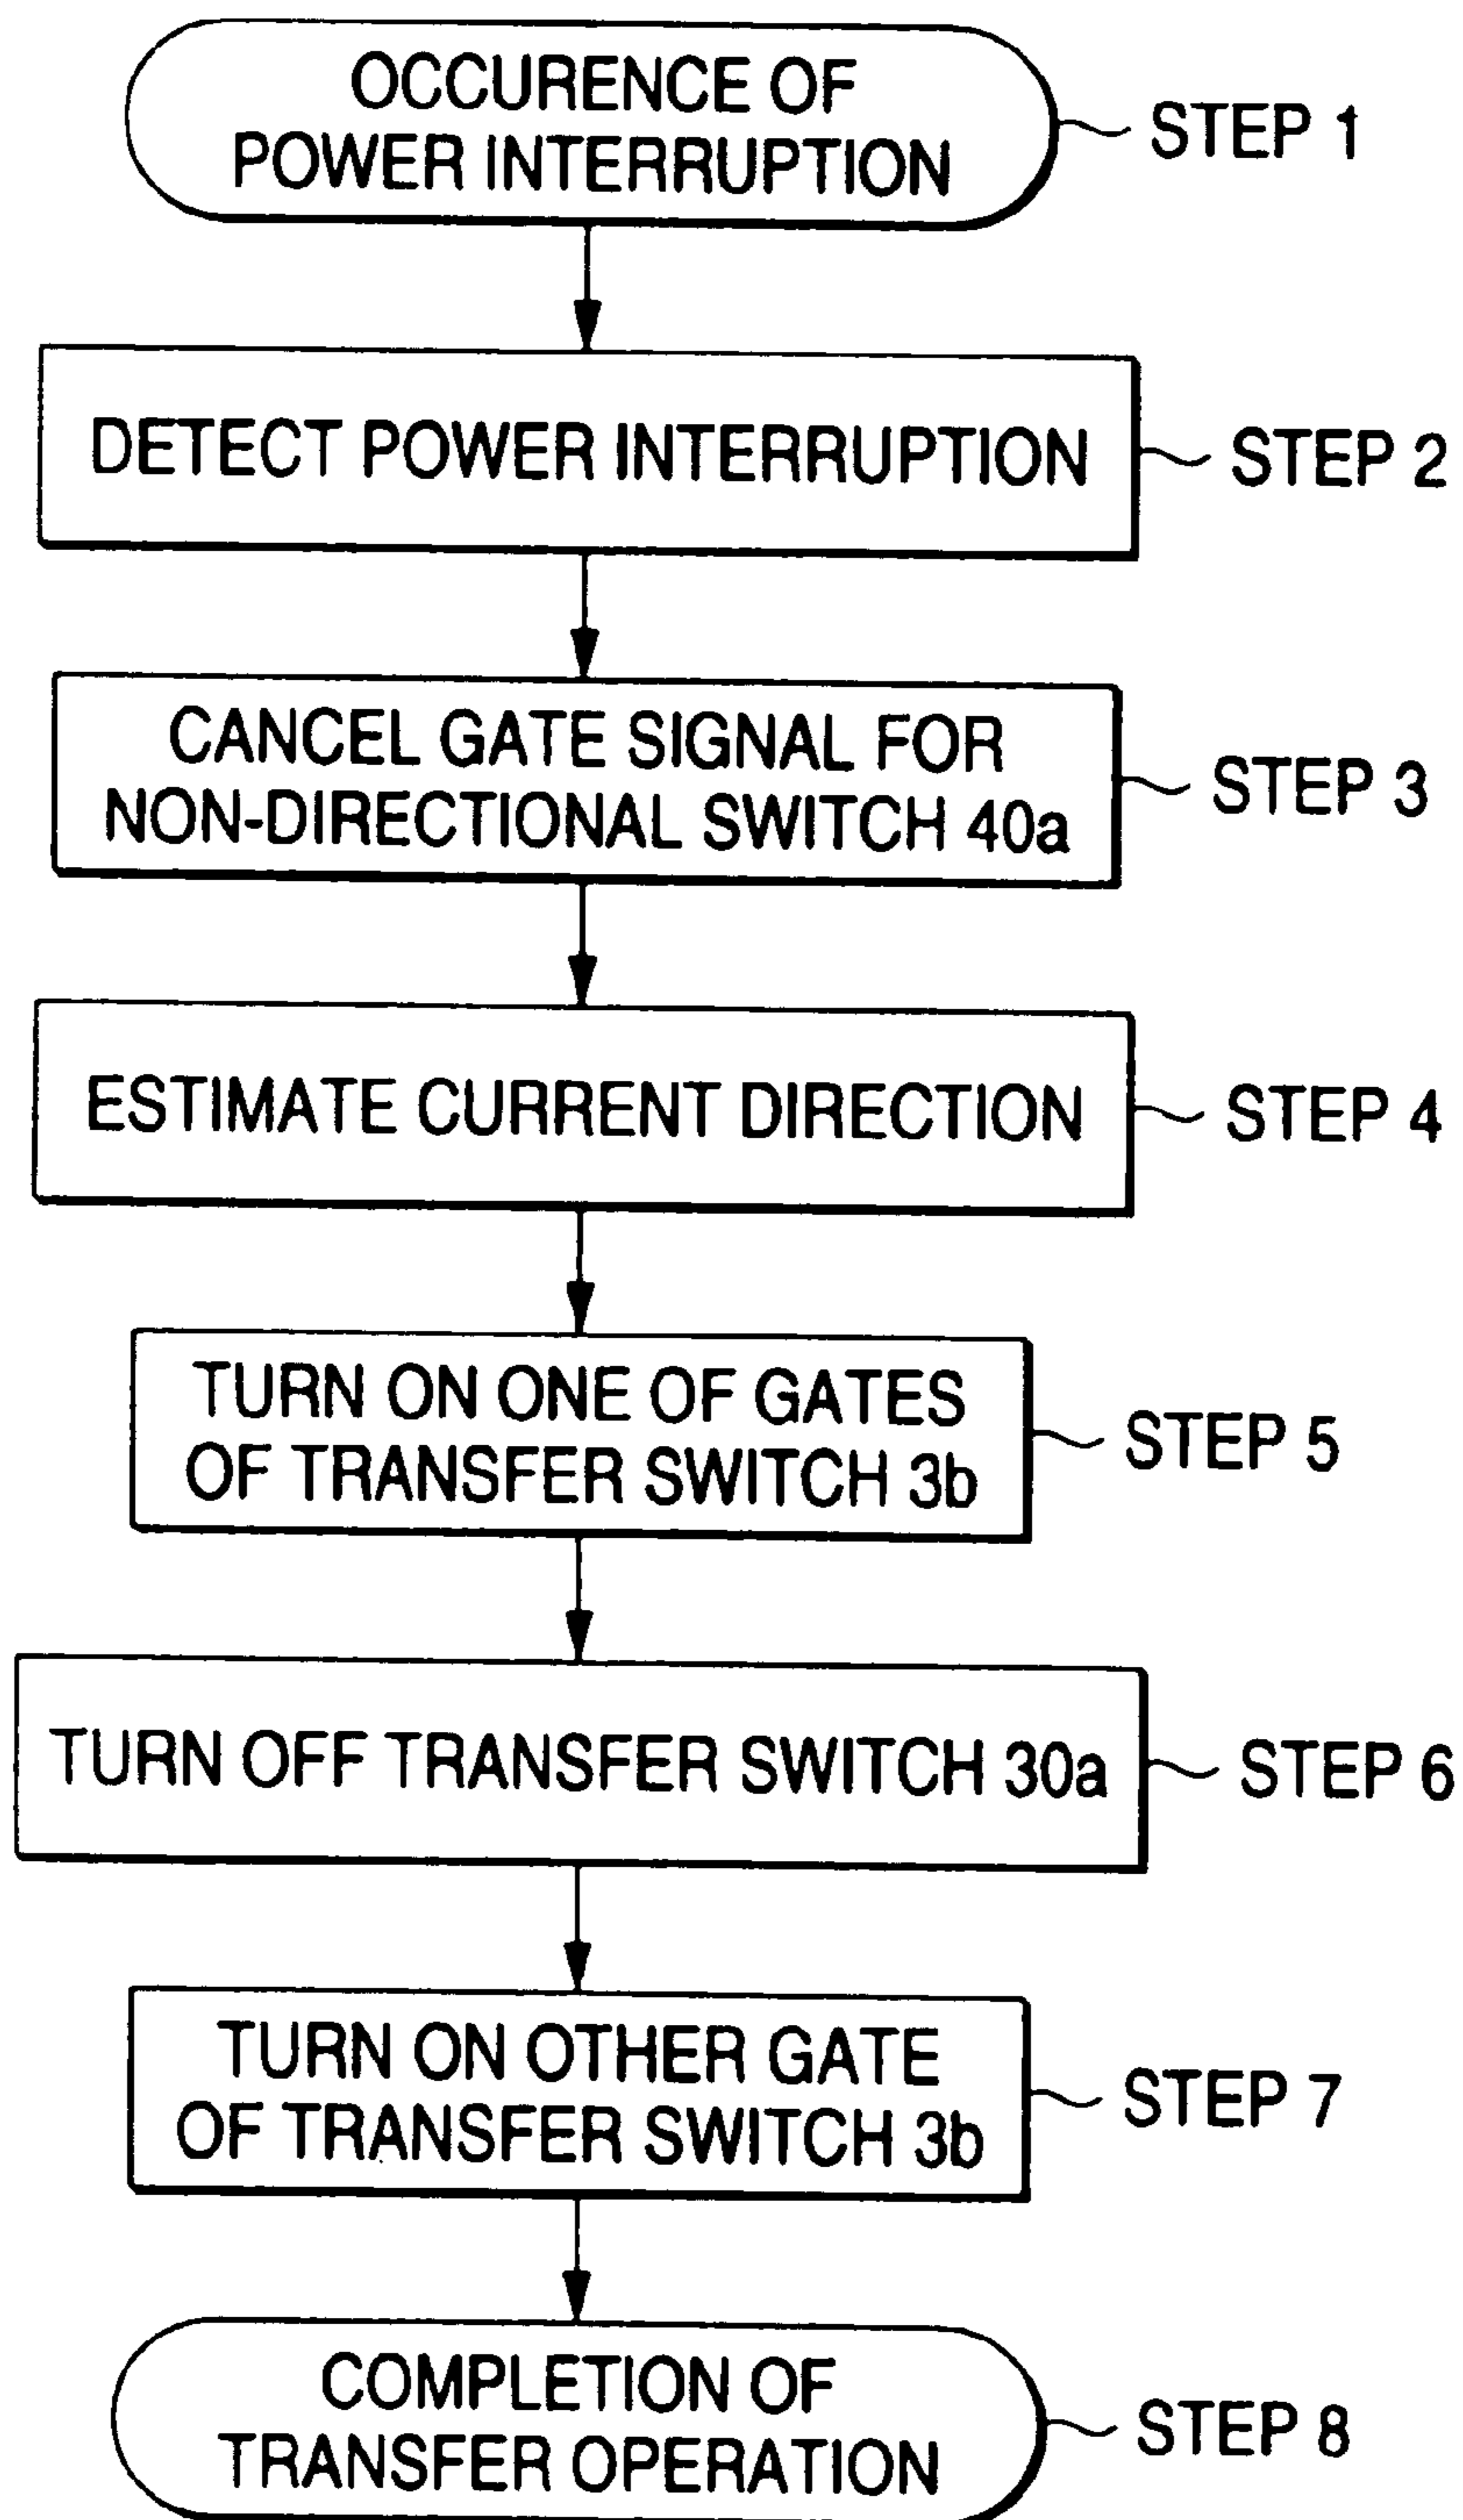 OCCURENCE OF
POWER INTERRUPTION
STEP 1
DETECT POWER INTERRUPTION
STEP 2
CANCEL GATE SIGNAL FOR
NON-DIRECTIONAL SWITCH 40a
STEP 3
ESTIMATE CURRENT DIRECTION
STEP 4
TURN ON ONE OF GATES
OF TRANSFER SWITCH 3b
STEP 5
TURN OFF TRANSFER SWITCH 30a
STEP 6
TURN ON OTHER GATE
OF TRANSFER SWITCH 3b
STEP 7
COMPLETION OF
TRANSFER OPERATION
STEP 8